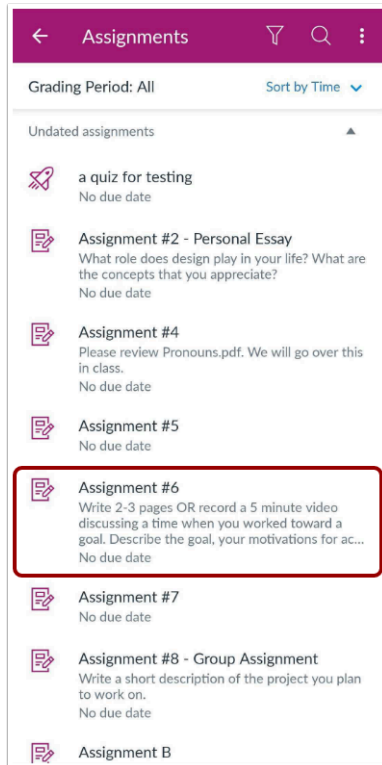 Assignments
Grading Period: All
Sort by Time
Undated assignments
a quiz for testing
No due date
Assignment #2 - Personal Essay
What role does design play in your life? What are
the concepts that you appreciate?
No due date
Assignment #4
Please review Pronouns.pdf. We will go over this
in class.
No due date
Assignment #5
No due date
Assignment #6
Write 2-3 pages OR record a 5 minute video
discussing a time when you worked toward a
goal. Describe the goal, your motivations for ac...
No due date
Assignment #7
No due date
Assignment #8 - Group Assignment
Write a short description of the project you plan
to work on.
No due date
Assignment B